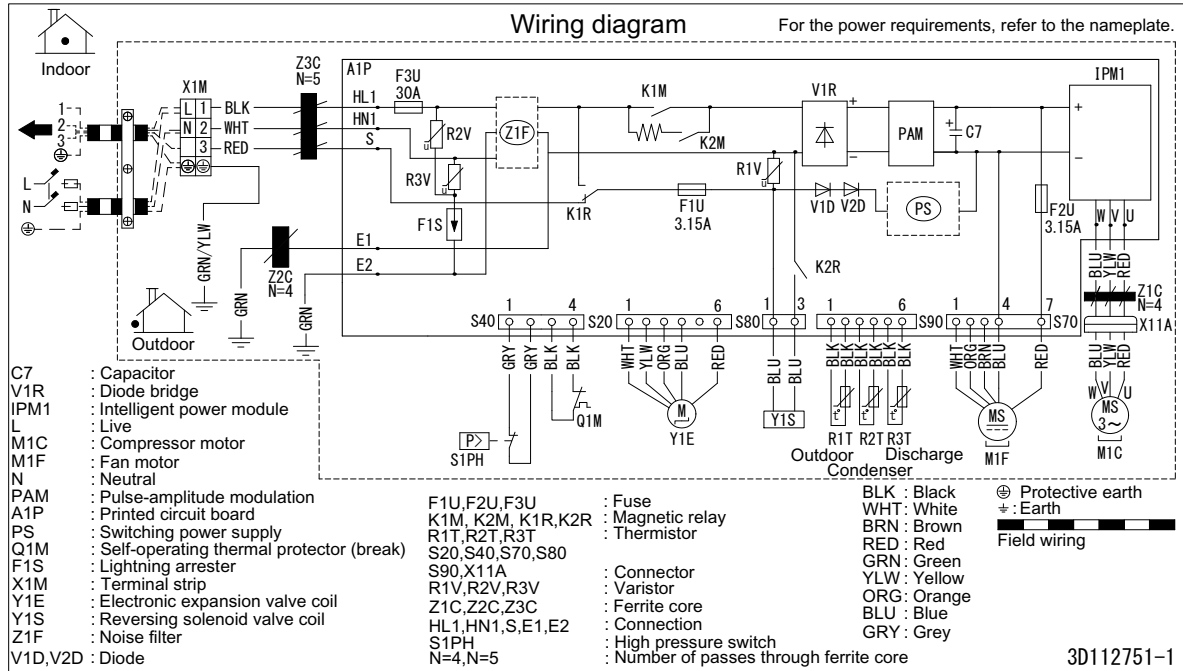 Wiring diagram
For the power requirements, refer to the nameplate.
Indoor
X1M
Z3C
N=5
A1P
F3U
30A
K1M
V1R
IPM1
1
2
3
L 1 BLK
N 2 WHT
3 RED
HL1
HN1
S
R2V
u
Z1F
K2M
+
−
PAM
+
C7
+
−
R3V
u
R1V
u
L
N
F1S
K1R
F1U
3.15A
V1D V2D
PS
F2U
3.15A
W V U
GRN/YLW
GRN
Z2C
N=4
GRN
E1
E2
K2R
BLU YLW RED
Z1C
N=4
X11A
Outdoor
S40 1 4
S20 1 6
S80 1 3
1 6
S90
1 4 7
S70
GRY GRY BLK BLK
WHT YLW ORG BLU RED
BLU BLU
BLK BLK BLK BLK BLK BLK
WHT ORG BRN BLU RED
BLU YLW RED
W V U
P>
S1PH
Q1M
M
Y1E
Y1S
t° t° t°
R1T R2T R3T
Outdoor Discharge
Condenser
MS
M1F
MS
3~
M1C
C7 : Capacitor
V1R : Diode bridge
IPM1 : Intelligent power module
L : Live
M1C : Compressor motor
M1F : Fan motor
N : Neutral
PAM : Pulse-amplitude modulation
A1P : Printed circuit board
PS : Switching power supply
Q1M : Self-operating thermal protector (break)
F1S : Lightning arrester
X1M : Terminal strip
Y1E : Electronic expansion valve coil
Y1S : Reversing solenoid valve coil
Z1F : Noise filter
V1D,V2D : Diode
F1U,F2U,F3U : Fuse
K1M, K2M, K1R,K2R : Magnetic relay
R1T,R2T,R3T : Thermistor
S20,S40,S70,S80
S90,X11A : Connector
R1V,R2V,R3V : Varistor
Z1C,Z2C,Z3C : Ferrite core
HL1,HN1,S,E1,E2 : Connection
S1PH : High pressure switch
N=4,N=5 : Number of passes through ferrite core
BLK : Black
WHT : White
BRN : Brown
RED : Red
GRN : Green
YLW : Yellow
ORG : Orange
BLU : Blue
GRY : Grey
Protective earth
: Earth
Field wiring
3D112751-1